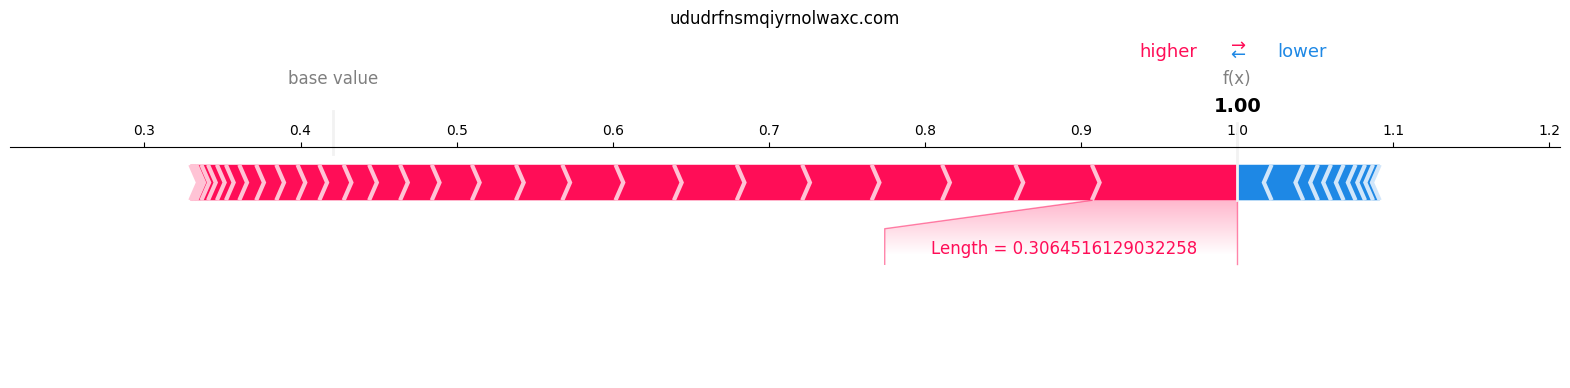 ududrfnsmqiyrnolwaxc.com
higher → ← lower
base value f(x)
1.00
0.3 0.4 0.5 0.6 0.7 0.8 0.9 1.0 1.1 1.2
Length = 0.3064516129032258